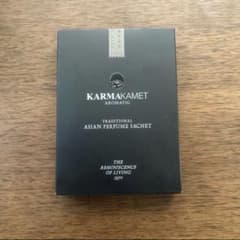 KARMAKAMET
AROMATIC
TRADITIONAL
ASIAN PERFUME SACHET
THE
REMINISCENCE
OF LIVING